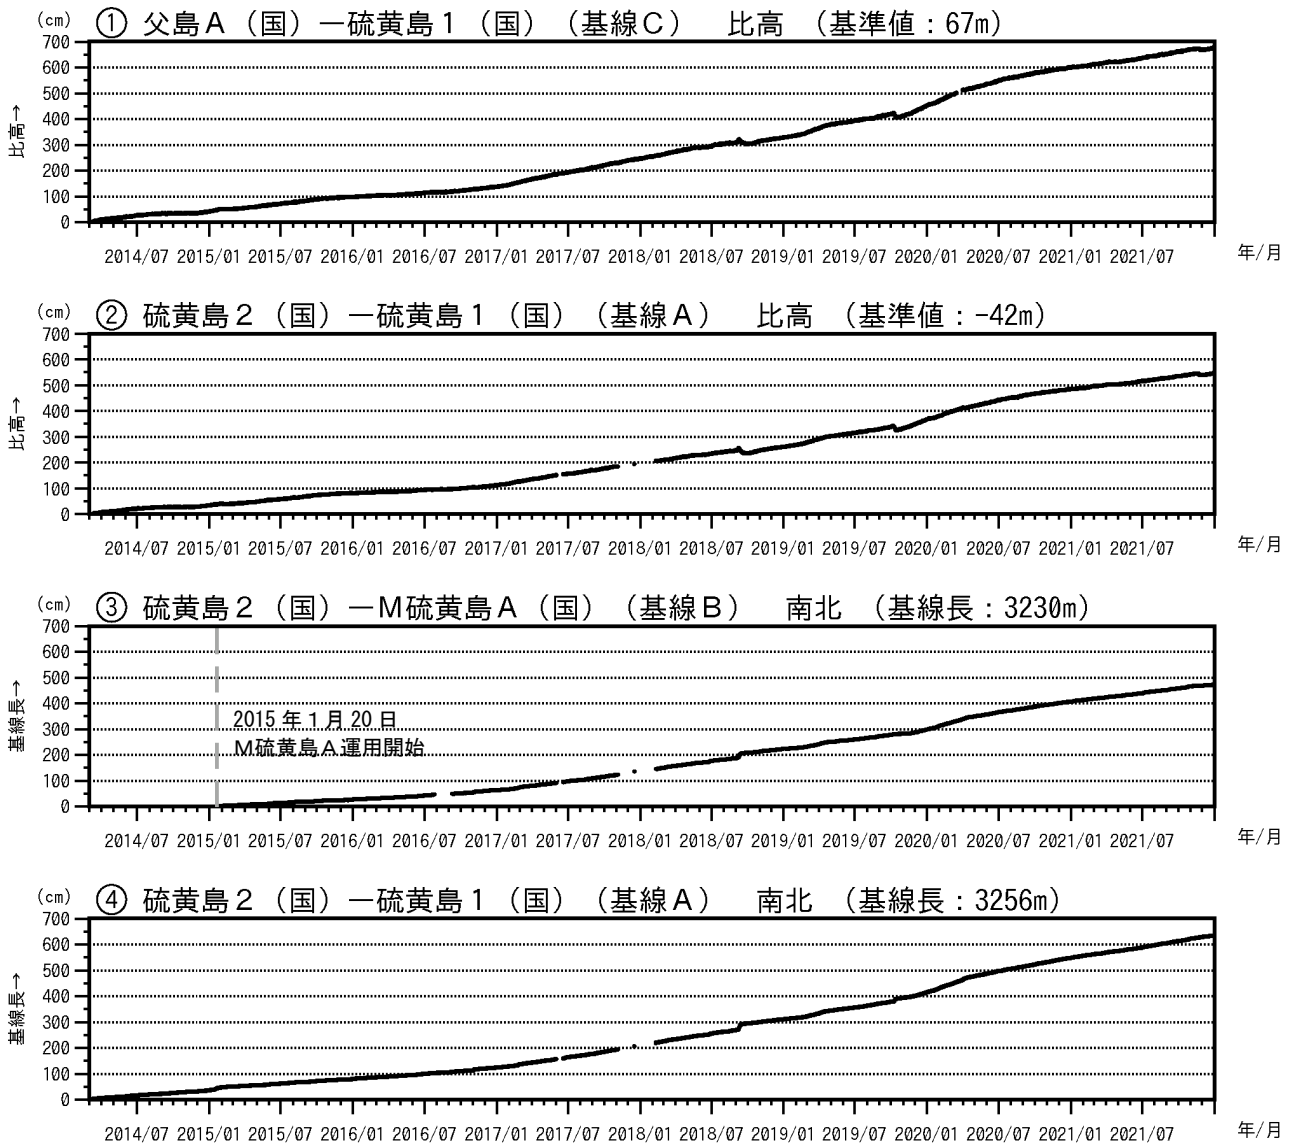 (cm) ① 父島Ａ（国）－硫黄島１（国）（基線Ｃ） 比高 （基準値：67m）
700
600
500
400
300
200
100
0
比高→
2014/07 2015/01 2015/07 2016/01 2016/07 2017/01 2017/07 2018/01 2018/07 2019/01 2019/07 2020/01 2020/07 2021/01 2021/07 年/月
(cm) ② 硫黄島２（国）－硫黄島１（国）（基線Ａ） 比高 （基準値：-42m）
700
600
500
400
300
200
100
0
比高→
2014/07 2015/01 2015/07 2016/01 2016/07 2017/01 2017/07 2018/01 2018/07 2019/01 2019/07 2020/01 2020/07 2021/01 2021/07 年/月
(cm) ③ 硫黄島２（国）－Ｍ硫黄島Ａ（国）（基線Ｂ） 南北 （基線長：3230m）
700
600
500
400
300
200
100
0
基線長→
2015年１月20日
Ｍ硫黄島Ａ運用開始
2014/07 2015/01 2015/07 2016/01 2016/07 2017/01 2017/07 2018/01 2018/07 2019/01 2019/07 2020/01 2020/07 2021/01 2021/07 年/月
(cm) ④ 硫黄島２（国）－硫黄島１（国）（基線Ａ） 南北 （基線長：3256m）
700
600
500
400
300
200
100
0
基線長→
2014/07 2015/01 2015/07 2016/01 2016/07 2017/01 2017/07 2018/01 2018/07 2019/01 2019/07 2020/01 2020/07 2021/01 2021/07 年/月